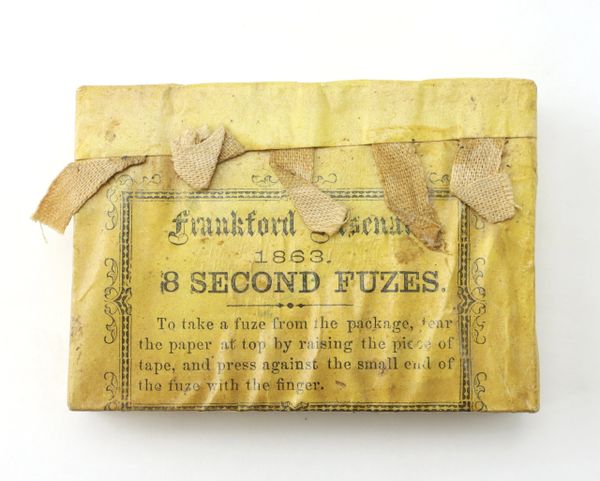 Frankford Arsenal
1863.
8 SECOND FUZES.
To take a fuze from the package, tear
the paper at top by raising the piece of
tape, and press against the small end of
the fuze with the finger.